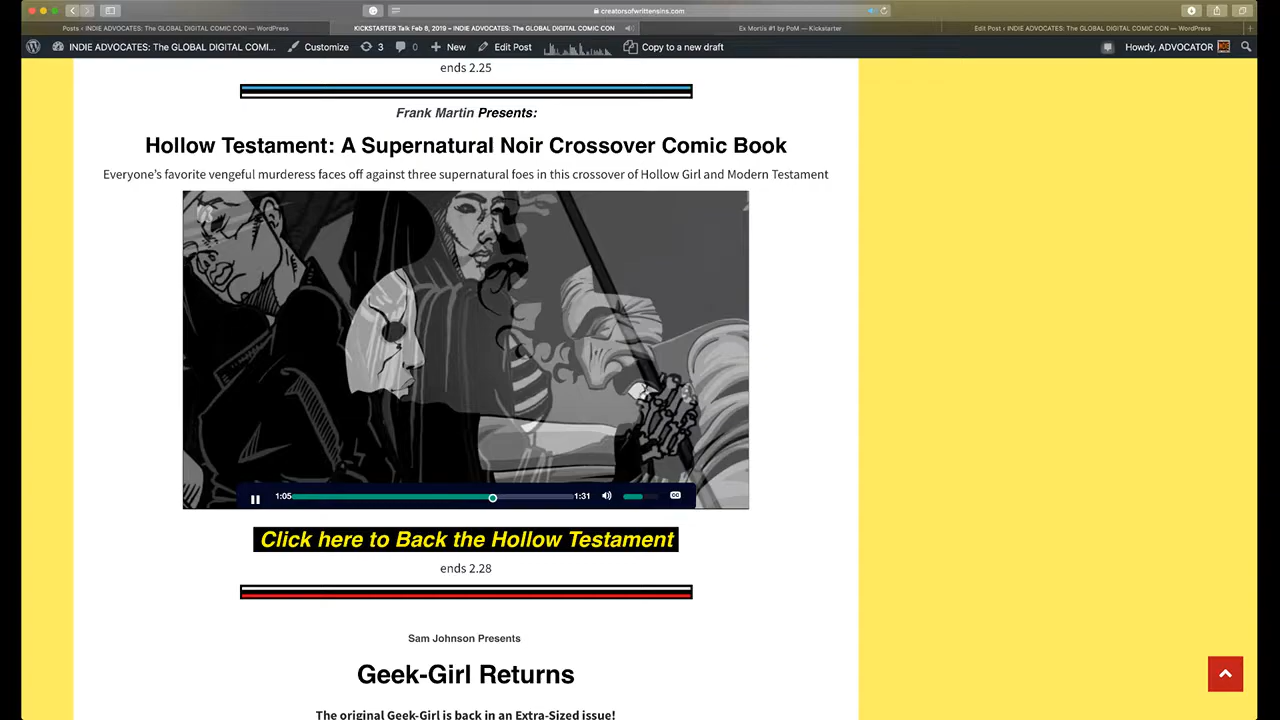 creatorsofwrittensins.com
Posts ‹ INDIE ADVOCATES: The GLOBAL DIGITAL COMIC CON — WordPress
KICKSTARTER Talk Feb 8, 2019 – INDIE ADVOCATES: The GLOBAL DIGITAL COMIC CON
Ex Mortis #1 by PoM — Kickstarter
Edit Post ‹ INDIE ADVOCATES: The GLOBAL DIGITAL COMIC CON — WordPress
INDIE ADVOCATES: The GLOBAL DIGITAL COMI... Customize 3 0 New Edit Post Copy to a new draft Howdy, ADVOCATOR
ends 2.25
Frank Martin Presents:
Hollow Testament: A Supernatural Noir Crossover Comic Book
Everyone's favorite vengeful murderess faces off against three supernatural foes in this crossover of Hollow Girl and Modern Testament
1:05 1:31 CC
Click here to Back the Hollow Testament
ends 2.28
Sam Johnson Presents
Geek-Girl Returns
The original Geek-Girl is back in an Extra-Sized issue!